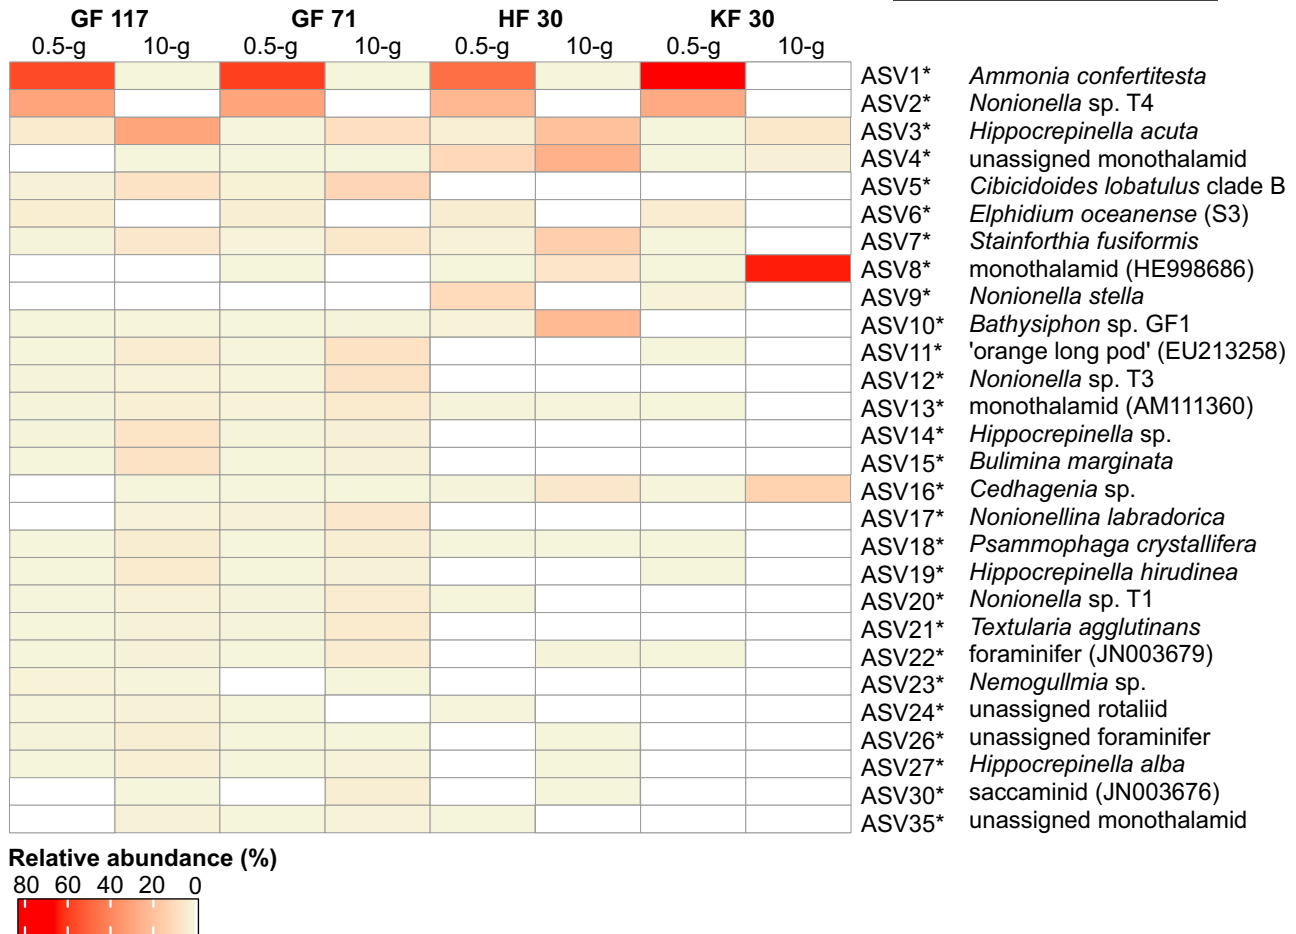 GF 117 GF 71 HF 30 KF 30
0.5-g 10-g 0.5-g 10-g 0.5-g 10-g 0.5-g 10-g
ASV1* Ammonia confertitesta
ASV2* Nonionella sp. T4
ASV3* Hippocrepinella acuta
ASV4* unassigned monothalamid
ASV5* Cibicidoides lobatulus clade B
ASV6* Elphidium oceanense (S3)
ASV7* Stainforthia fusiformis
ASV8* monothalamid (HE998686)
ASV9* Nonionella stella
ASV10* Bathysiphon sp. GF1
ASV11* 'orange long pod' (EU213258)
ASV12* Nonionella sp. T3
ASV13* monothalamid (AM111360)
ASV14* Hippocrepinella sp.
ASV15* Bulimina marginata
ASV16* Cedhagenia sp.
ASV17* Nonionellina labradorica
ASV18* Psammophaga crystallifera
ASV19* Hippocrepinella hirudinea
ASV20* Nonionella sp. T1
ASV21* Textularia agglutinans
ASV22* foraminifer (JN003679)
ASV23* Nemogullmia sp.
ASV24* unassigned rotaliid
ASV26* unassigned foraminifer
ASV27* Hippocrepinella alba
ASV30* saccaminid (JN003676)
ASV35* unassigned monothalamid
Relative abundance (%)
80 60 40 20 0